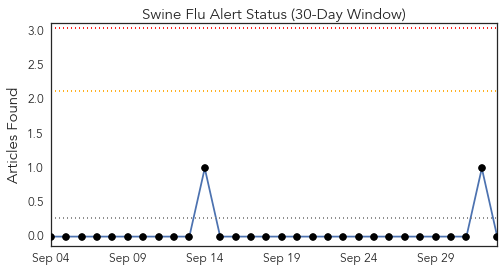 Swine Flu Alert Status (30-Day Window)
Articles Found
3.0
2.5
2.0
1.5
1.0
0.5
0.0
Sep 04 Sep 09 Sep 14 Sep 19 Sep 24 Sep 29